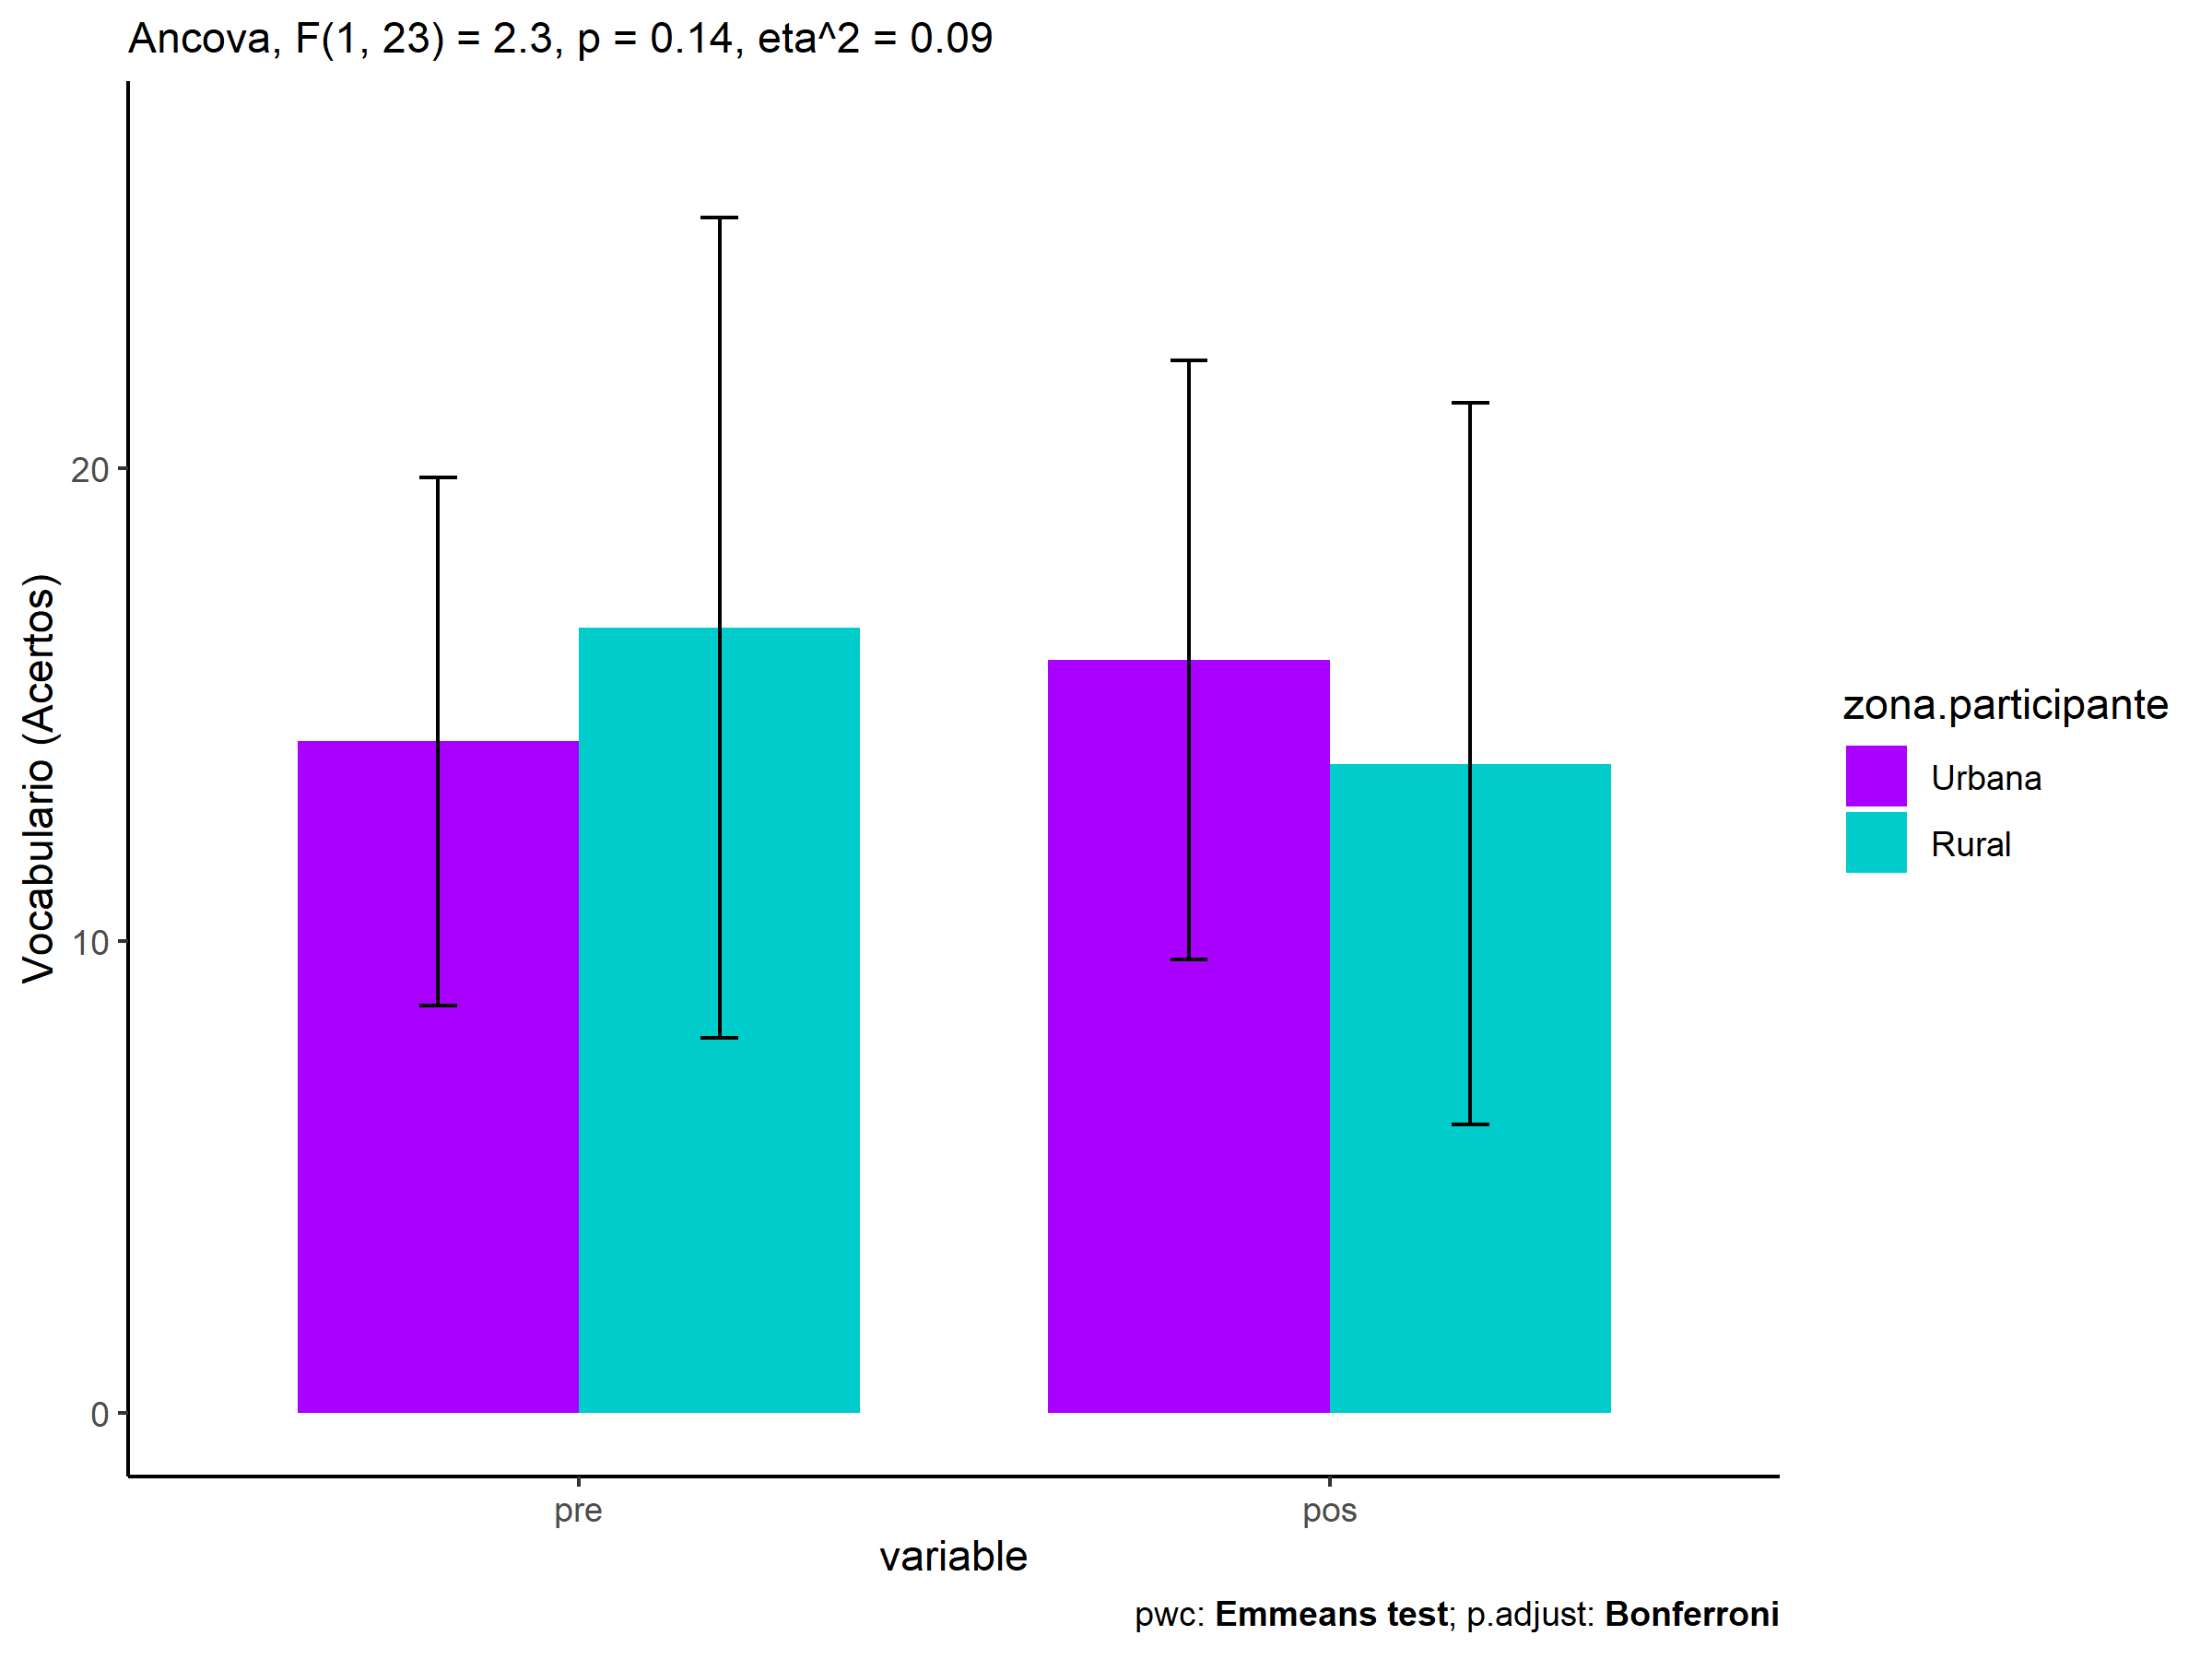 Ancova, F(1, 23) = 2.3, p = 0.14, eta^2 = 0.09
Vocabulario (Acertos)
20
10
0
pre
pos
variable
zona.participante
Urbana
Rural
pwc: Emmeans test; p.adjust: Bonferroni